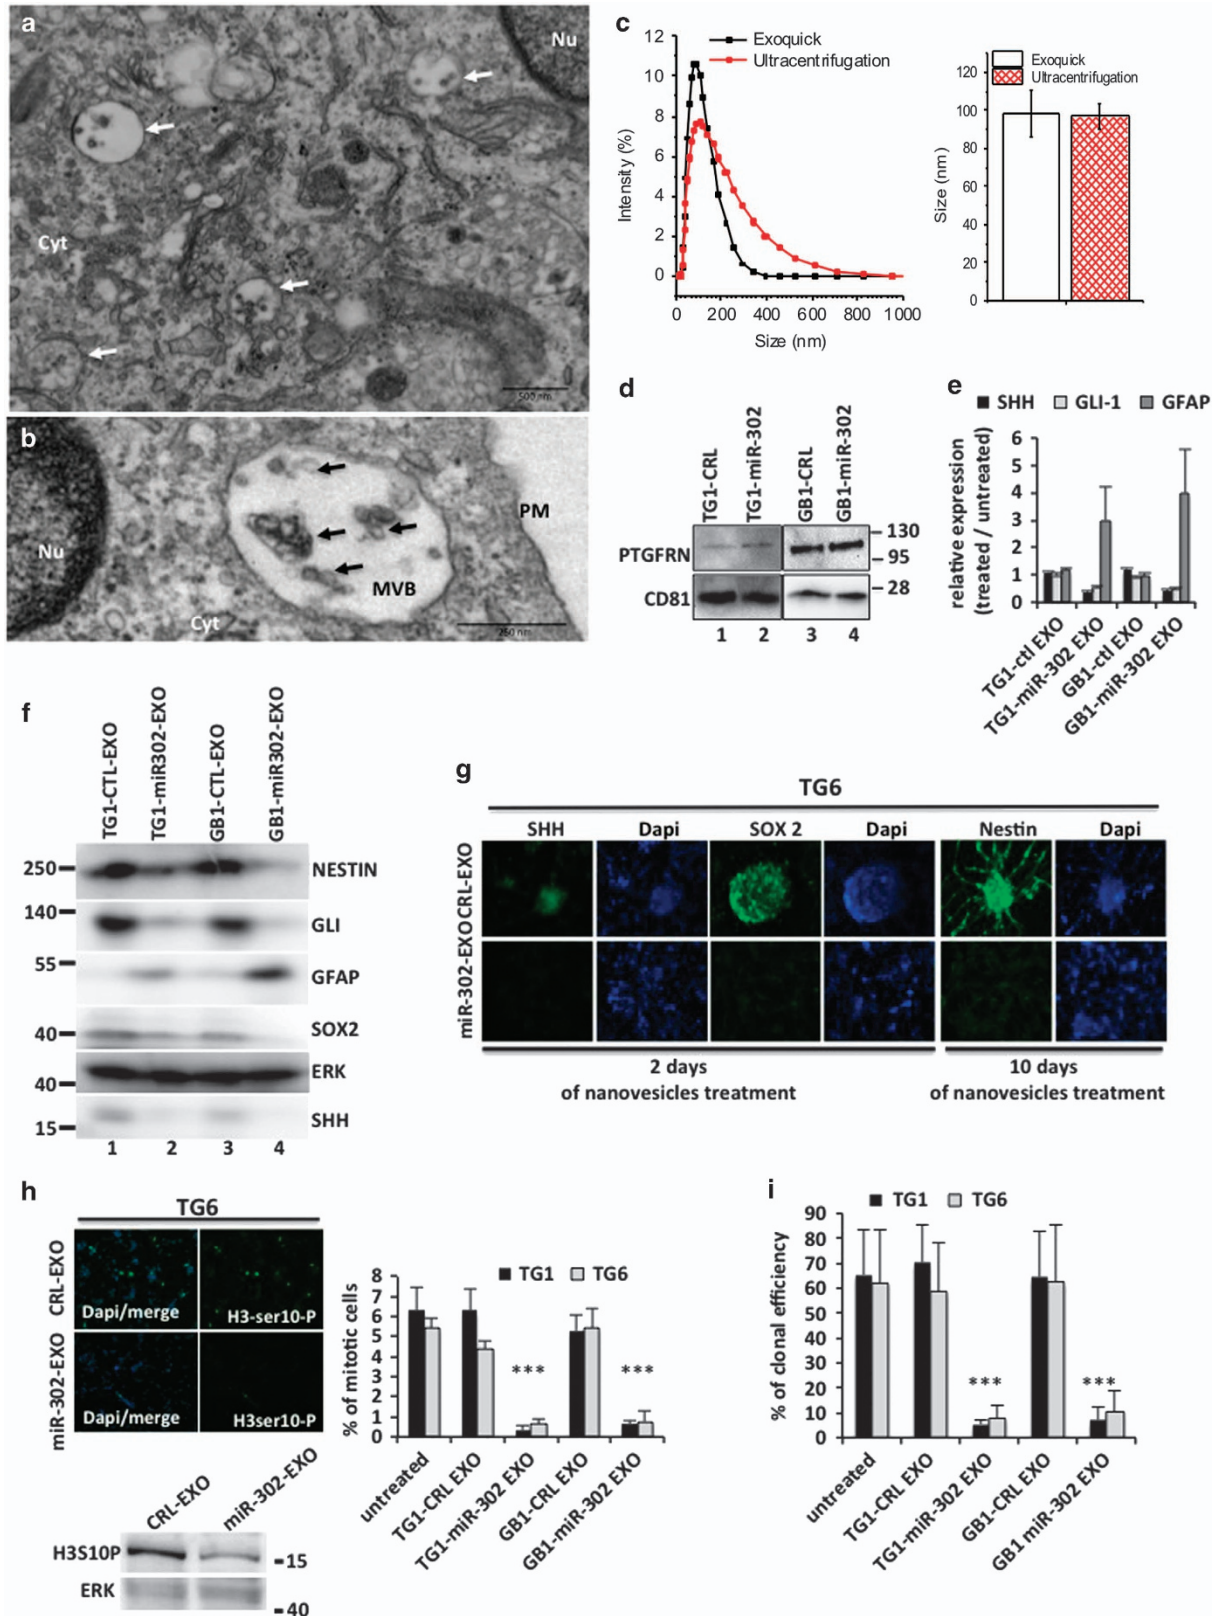 a
Nu
Cyt
500 nm
b
Nu
PM
MVB
Cyt
250 nm
c
Exoquick
Ultracentrifugation
12
10
8
6
4
2
0
Intensity (%)
0 200 400 600 800 1000
Size (nm)
Exoquick
Ultracentrifugation
120
100
80
60
40
20
0
Size (nm)
d
TG1-CRL
TG1-miR-302
GB1-CRL
GB1-miR-302
PTGFRN
130
95
CD81
28
1 2 3 4
e
SHH GLI-1 GFAP
relative expression
(treated / untreated)
6
5
4
3
2
1
0
TG1-ctl EXO
TG1-miR-302 EXO
GB1-ctl EXO
GB1-miR-302 EXO
f
TG1-CTL-EXO
TG1-miR302-EXO
GB1-CTL-EXO
GB1-miR302-EXO
250 NESTIN
140
GLI
55
GFAP
40 SOX2
ERK
40
SHH
15
1 2 3 4
g
TG6
SHH Dapi SOX 2 Dapi Nestin Dapi
CRL-EXO
miR-302-EXO
2 days
of nanovesicles treatment
10 days
of nanovesicles treatment
h
TG6
CRL-EXO
Dapi/merge H3-ser10-P
miR-302-EXO
Dapi/merge H3ser10-P
CRL-EXO
miR-302-EXO
H3S10P
15
ERK
40
TG1 TG6
% of mitotic cells
8
7
6
5
4
3
2
1
0
*** ***
untreated
TG1-CRL EXO
TG1-miR-302 EXO
GB1-CRL EXO
GB1-miR-302 EXO
i
TG1 TG6
% of clonal efficiency
90
80
70
60
50
40
30
20
10
0
*** ***
untreated
TG1-CRL EXO
TG1-miR-302 EXO
GB1-CRL EXO
GB1 miR-302 EXO